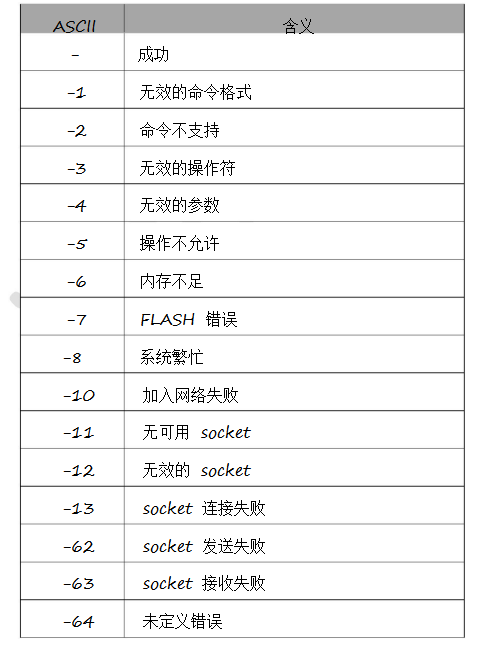 ASCII 含义
- 成功
-1 无效的命令格式
-2 命令不支持
-3 无效的操作符
-4 无效的参数
-5 操作不允许
-6 内存不足
-7 FLASH 错误
-8 系统繁忙
-10 加入网络失败
-11 无可用 socket
-12 无效的 socket
-13 socket 连接失败
-62 socket 发送失败
-63 socket 接收失败
-64 未定义错误